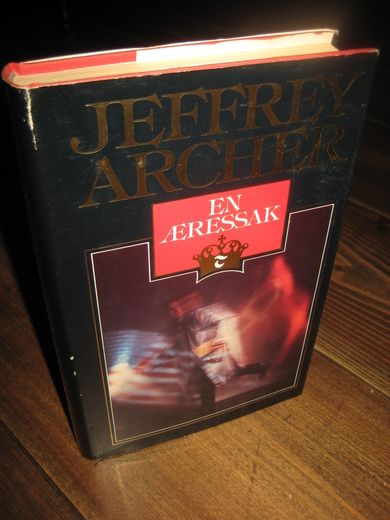 JEFFREY
ARCHER
EN
ÆRESSAK